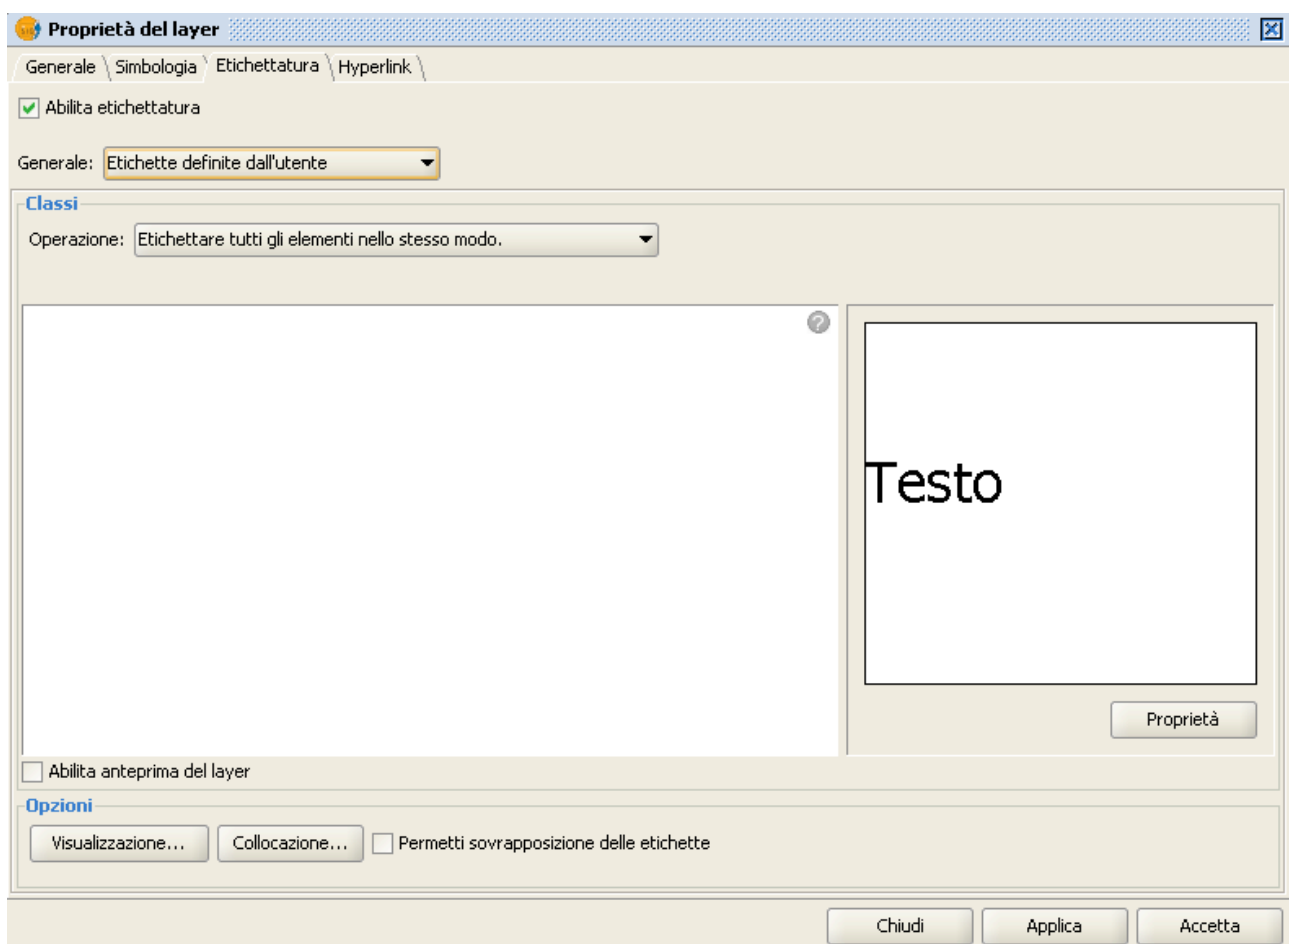 Proprietà del layer
Generale Simbologia Etichettatura Hyperlink
Abilita etichettatura
Generale: Etichette definite dall'utente
Classi
Operazione: Etichettare tutti gli elementi nello stesso modo.
?
Testo
Proprietà
Abilita anteprima del layer
Opzioni
Visualizzazione... Collocazione... Permetti sovrapposizione delle etichette
Chiudi Applica Accetta